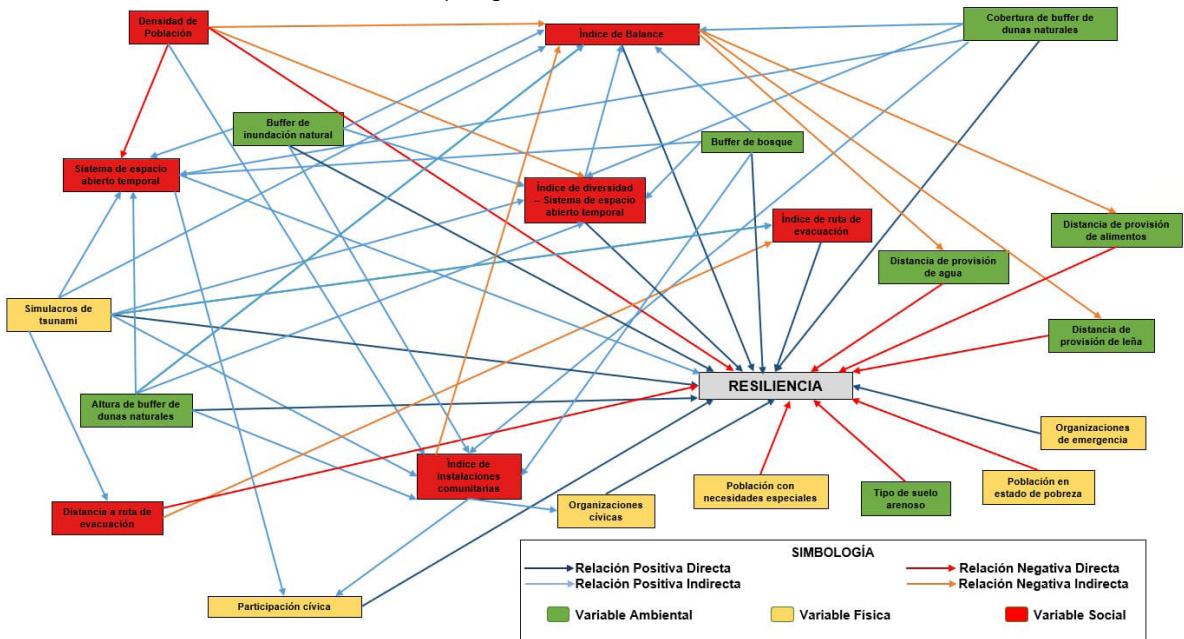 Densidad de
Población
Índice de Balance
Cobertura de buffer de
dunas naturales
Buffer de
inundación natural
Buffer de bosque
Sistema de espacio
abierto temporal
Índice de diversidad
– Sistema de espacio
abierto temporal
Índice de ruta de
evacuación
Distancia de provisión
de alimentos
Distancia de provisión
de agua
Simulacros de
tsunami
Distancia de
provisión de leña
RESILIENCIA
Altura de buffer de
dunas naturales
Organizaciones
de emergencia
Índice de
instalaciones
comunitarias
Población con
necesidades especiales
Población en
estado de pobreza
Tipo de suelo
arenoso
Organizaciones
cívicas
Distancia a ruta de
evacuación
Participación cívica
SIMBOLOGÍA
Relación Positiva Directa
Relación Negativa Directa
Relación Positiva Indirecta
Relación Negativa Indirecta
Variable Ambiental
Variable Física
Variable Social